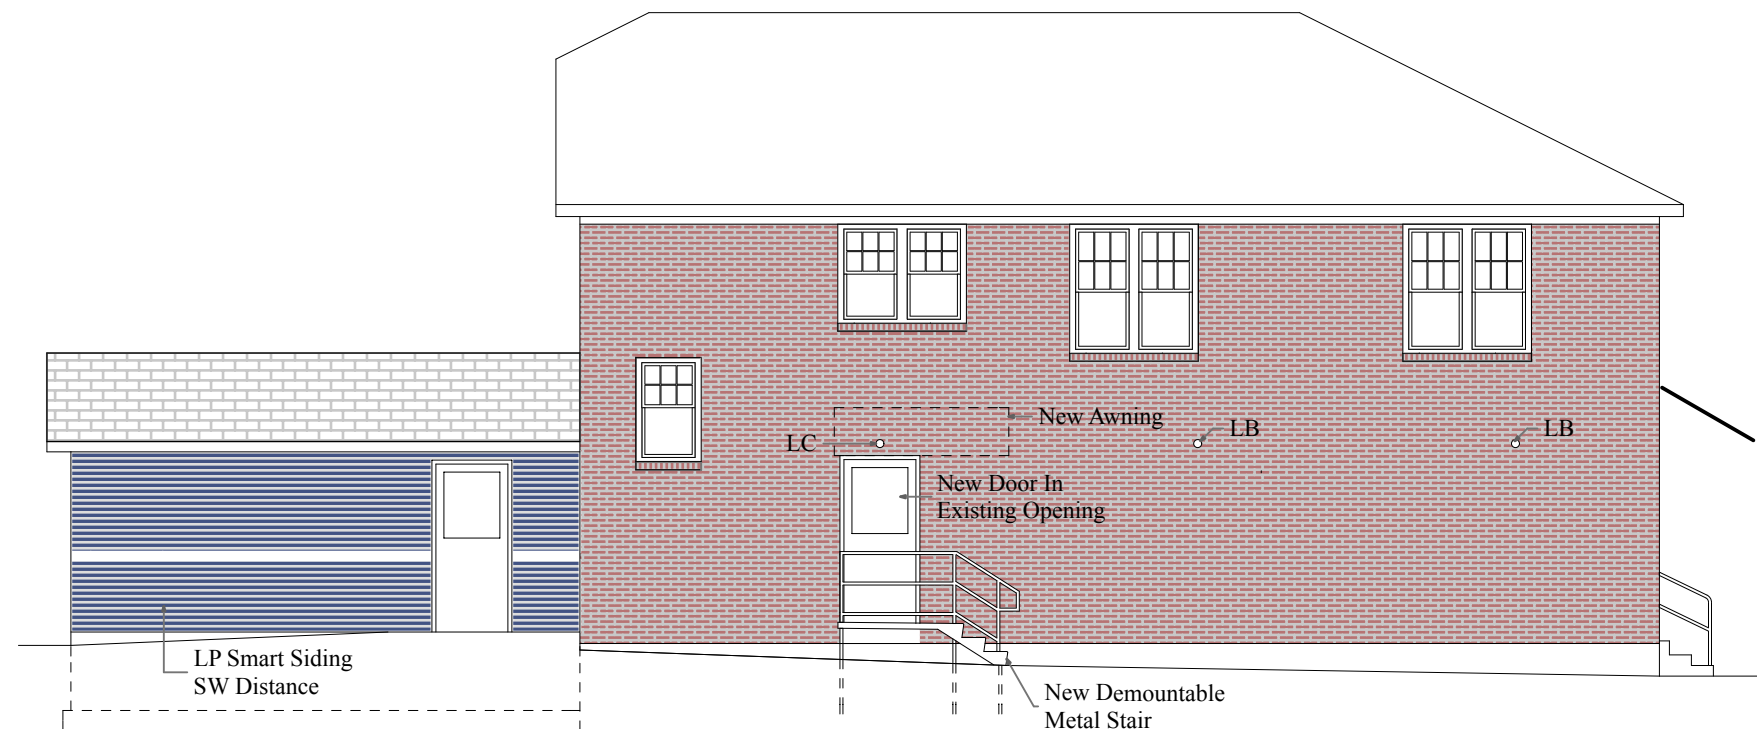 New Awning
LC
LB
LB
New Door In
Existing Opening
LP Smart Siding
SW Distance
New Demountable
Metal Stair